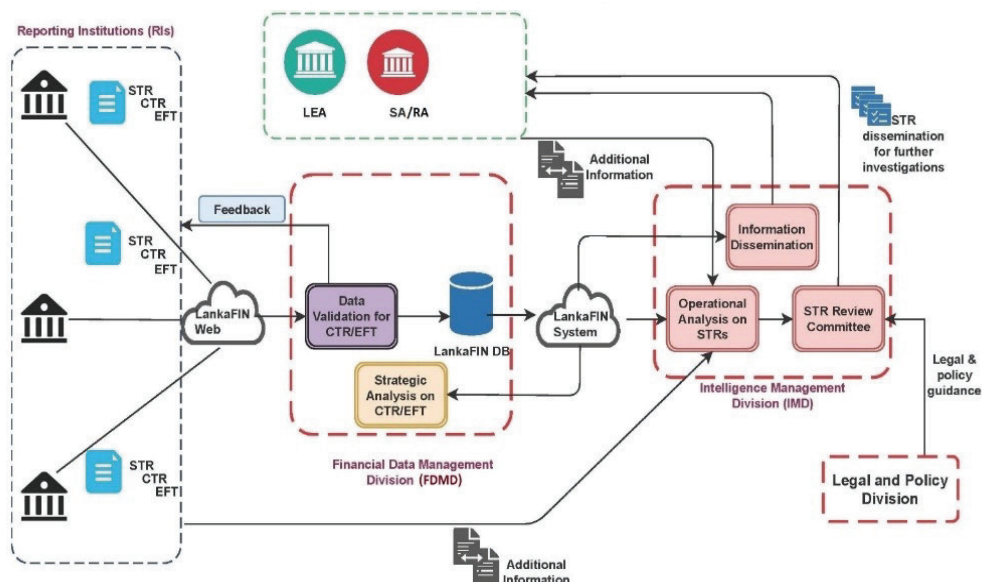 Reporting Institutions (RIs)
STR
CTR
EFT
STR
CTR
EFT
STR
CTR
EFT
LEA
SA/RA
Additional
Information
STR
dissemination
for further
investigations
Feedback
LankaFIN
Web
Data
Validation for
CTR/EFT
LankaFIN DB
Strategic
Analysis on
CTR/EFT
Financial Data Management
Division (FDMD)
LankaFIN
System
Information
Dissemination
Operational
Analysis on
STRs
STR Review
Committee
Intelligence Management
Division (IMD)
Legal &
policy
guidance
Legal and Policy
Division
Additional
Information